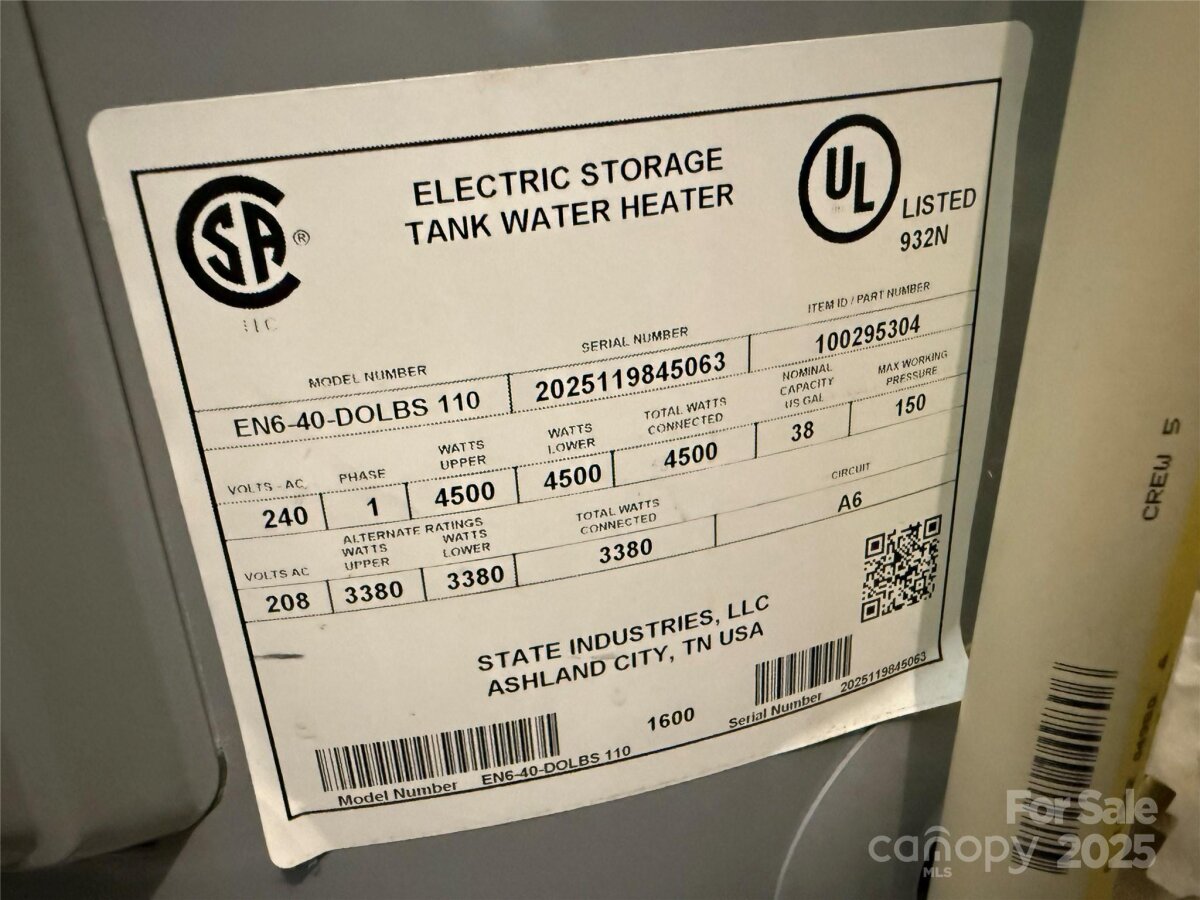 SA
®
ELECTRIC STORAGE
TANK WATER HEATER
UL
LISTED
932N
MODEL NUMBER
SERIAL NUMBER
ITEM ID / PART NUMBER
EN6-40-DOLBS 110
2025119845063
100295304
VOLTS - AC
PHASE
WATTS UPPER
WATTS LOWER
TOTAL WATTS CONNECTED
NOMINAL CAPACITY US GAL
MAX WORKING PRESSURE
240
1
4500
4500
4500
38
150
ALTERNATE RATINGS
VOLTS AC
WATTS UPPER
WATTS LOWER
TOTAL WATTS CONNECTED
CIRCUIT
208
3380
3380
3380
A6
STATE INDUSTRIES, LLC
ASHLAND CITY, TN USA
Model Number EN6-40-DOLBS 110
1600
Serial Number 2025119845063
CREW 5
For Sale
canopy 2025
MLS